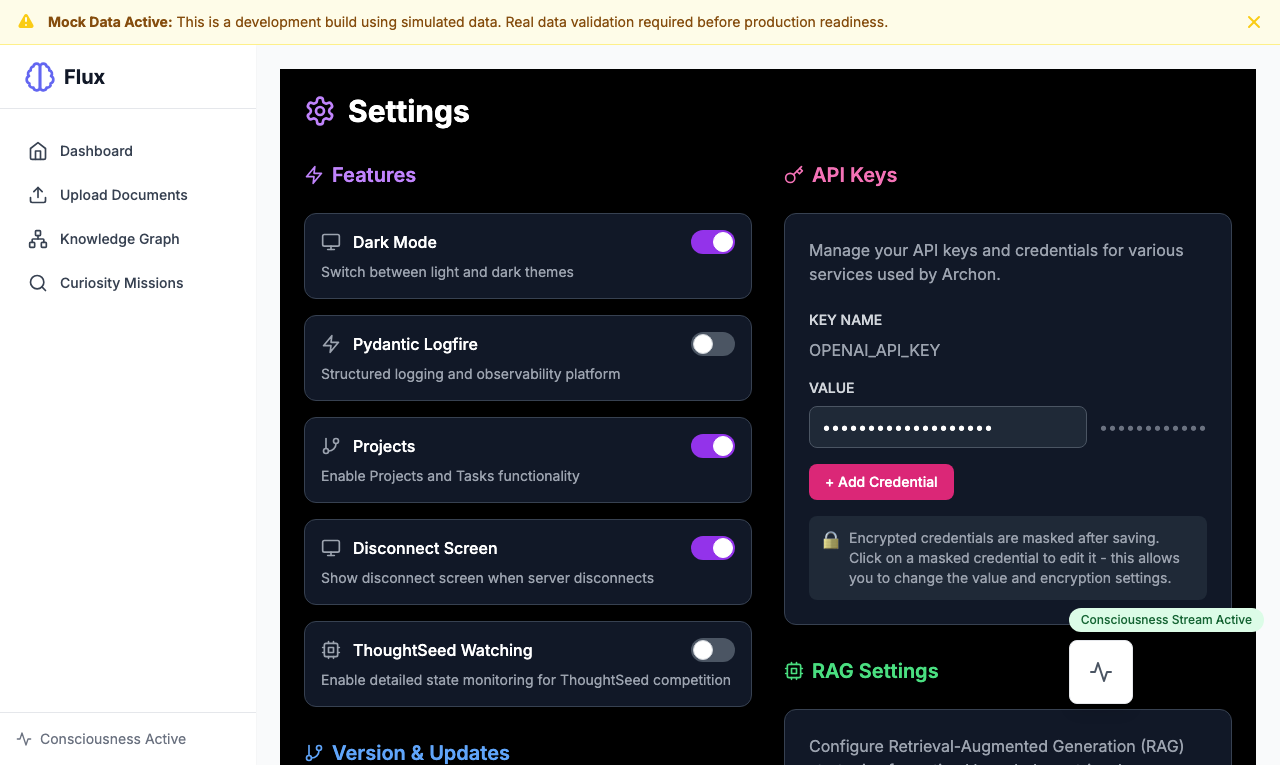 Mock Data Active: This is a development build using simulated data. Real data validation required before production readiness.
Flux
Dashboard
Upload Documents
Knowledge Graph
Curiosity Missions
Consciousness Active
Settings
Features
Dark Mode
Switch between light and dark themes
Pydantic Logfire
Structured logging and observability platform
Projects
Enable Projects and Tasks functionality
Disconnect Screen
Show disconnect screen when server disconnects
ThoughtSeed Watching
Enable detailed state monitoring for ThoughtSeed competition
Version & Updates
API Keys
Manage your API keys and credentials for various
services used by Archon.
KEY NAME
OPENAI_API_KEY
VALUE
•••••••••••••••••••
••••••••••••
+ Add Credential
Encrypted credentials are masked after saving.
Click on a masked credential to edit it - this allows
you to change the value and encryption settings.
Consciousness Stream Active
RAG Settings
Configure Retrieval-Augmented Generation (RAG)